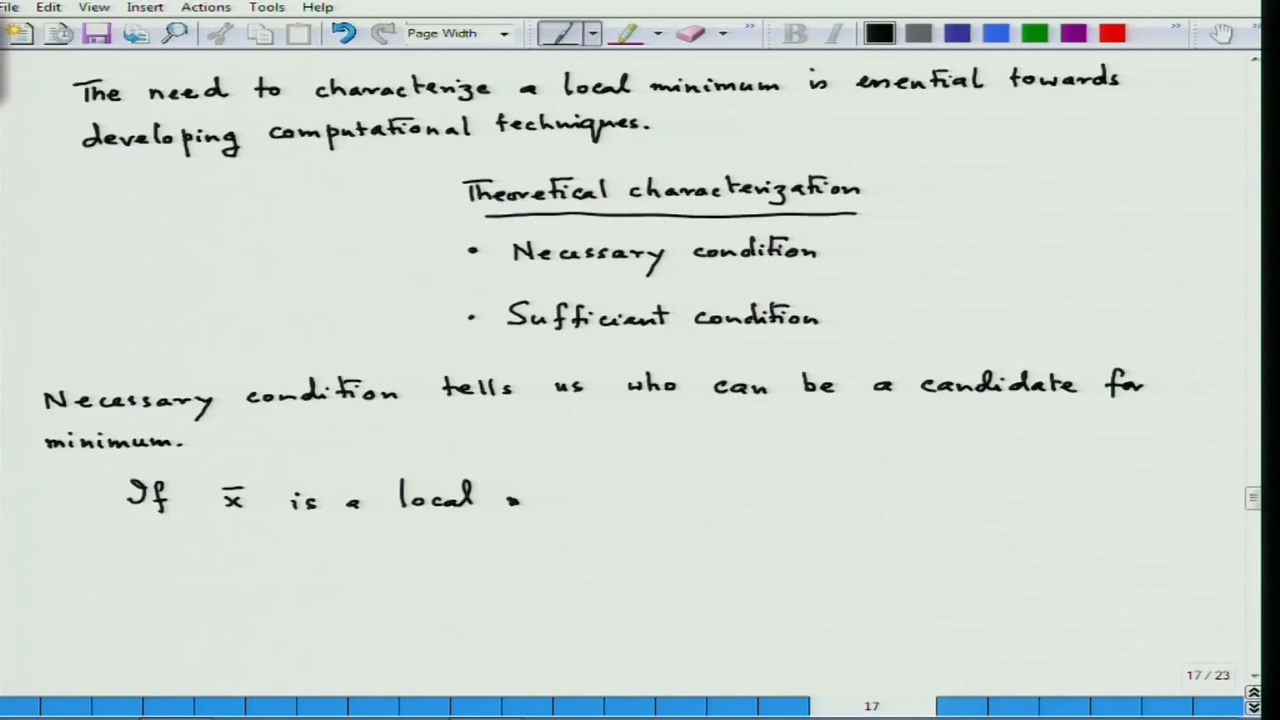 File Edit View Insert Actions Tools Help
Page Width
B I
The need to characterize a local minimum is essential towards
developing computational techniques.
Theoretical characterization
• Necessary condition
• Sufficient condition
Necessary condition tells us who can be a candidate for
minimum.
If x̄ is a local
17 / 23
17